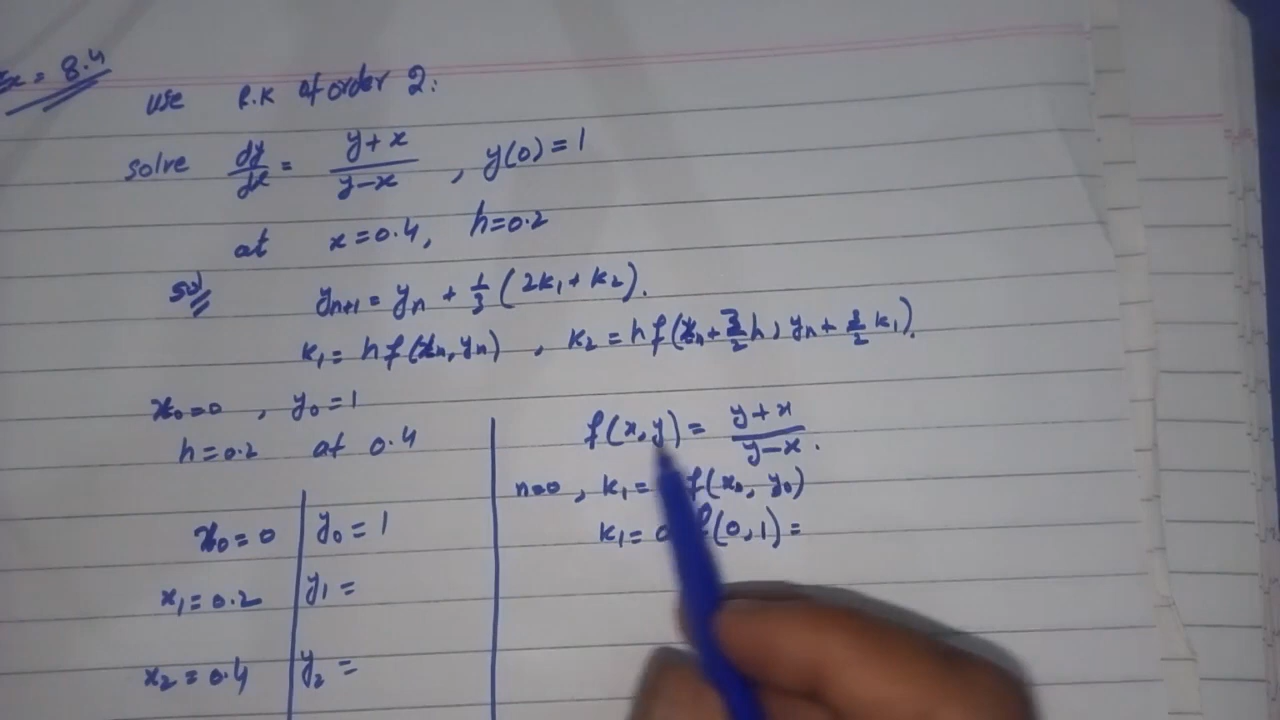 Ex = 8.4
Use R.K of order 2:
Solve dy/dx = y+x / y-x , y(0) = 1
at x=0.4, h=0.2
Sol
yn+1 = yn + 1/3 ( 2k1 + k2 ).
k1 = h f(xn, yn) , k2 = h f(xn + 3/2 h, yn + 3/2 k1).
x0=0 , y0=1
h=0.2 at 0.4
x0=0 y0=1
x1=0.2 y1=
x2=0.4 y2=
f(x,y) = y+x / y-x .
n=0 , k1= f(x0, y0)
k1= (0,1) =